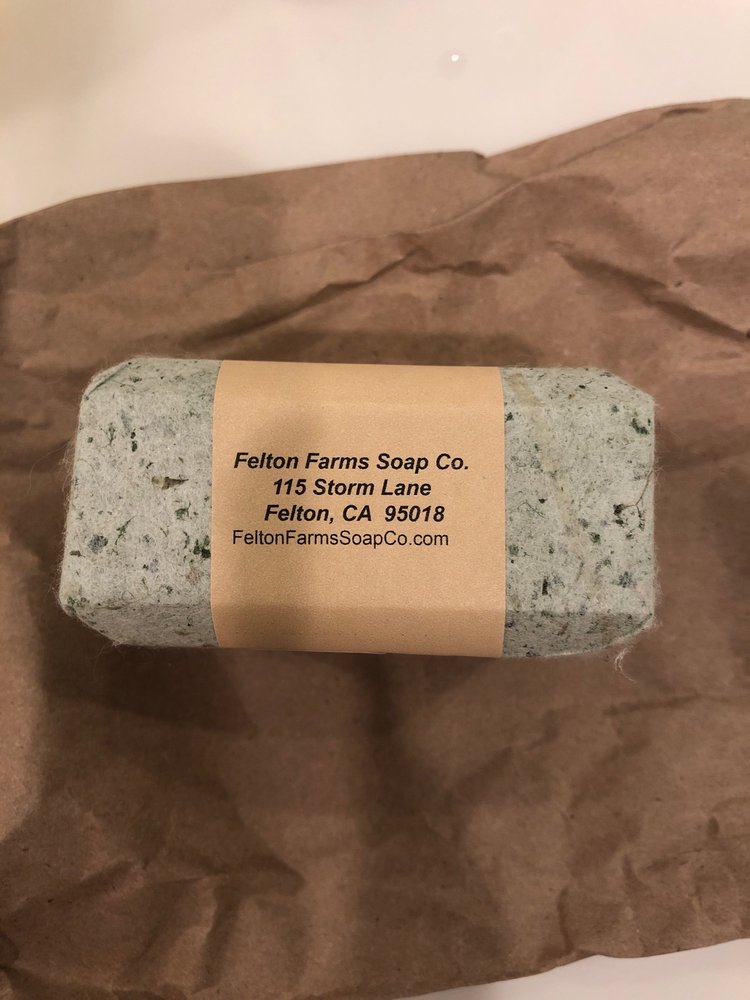 Felton Farms Soap Co.
115 Storm Lane
Felton, CA  95018
FeltonFarmsSoapCo.com